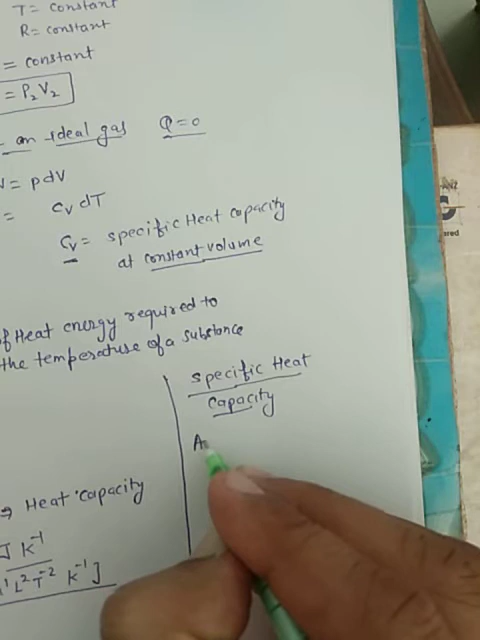 T = constant
R = constant
= constant
= P₂V₂
an ideal gas Q = 0
= pdV
= Cv dT
Cv = specific Heat capacity
at constant volume
of Heat energy required to
the temperature of a substance
specific Heat
capacity
A
→ Heat capacity
J K⁻¹
L² T⁻² K⁻¹]